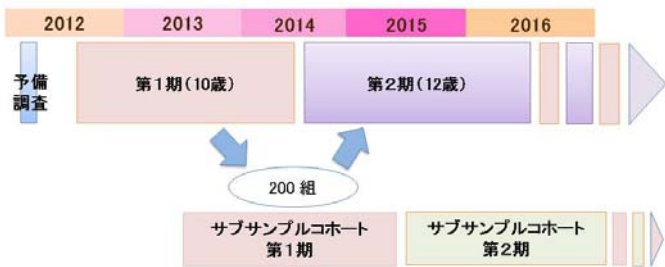 2012 2013 2014 2015 2016
予備
調査
第1期(10歳)
第2期(12歳)
200 組
サブサンプルコホート
第1期
サブサンプルコホート
第2期